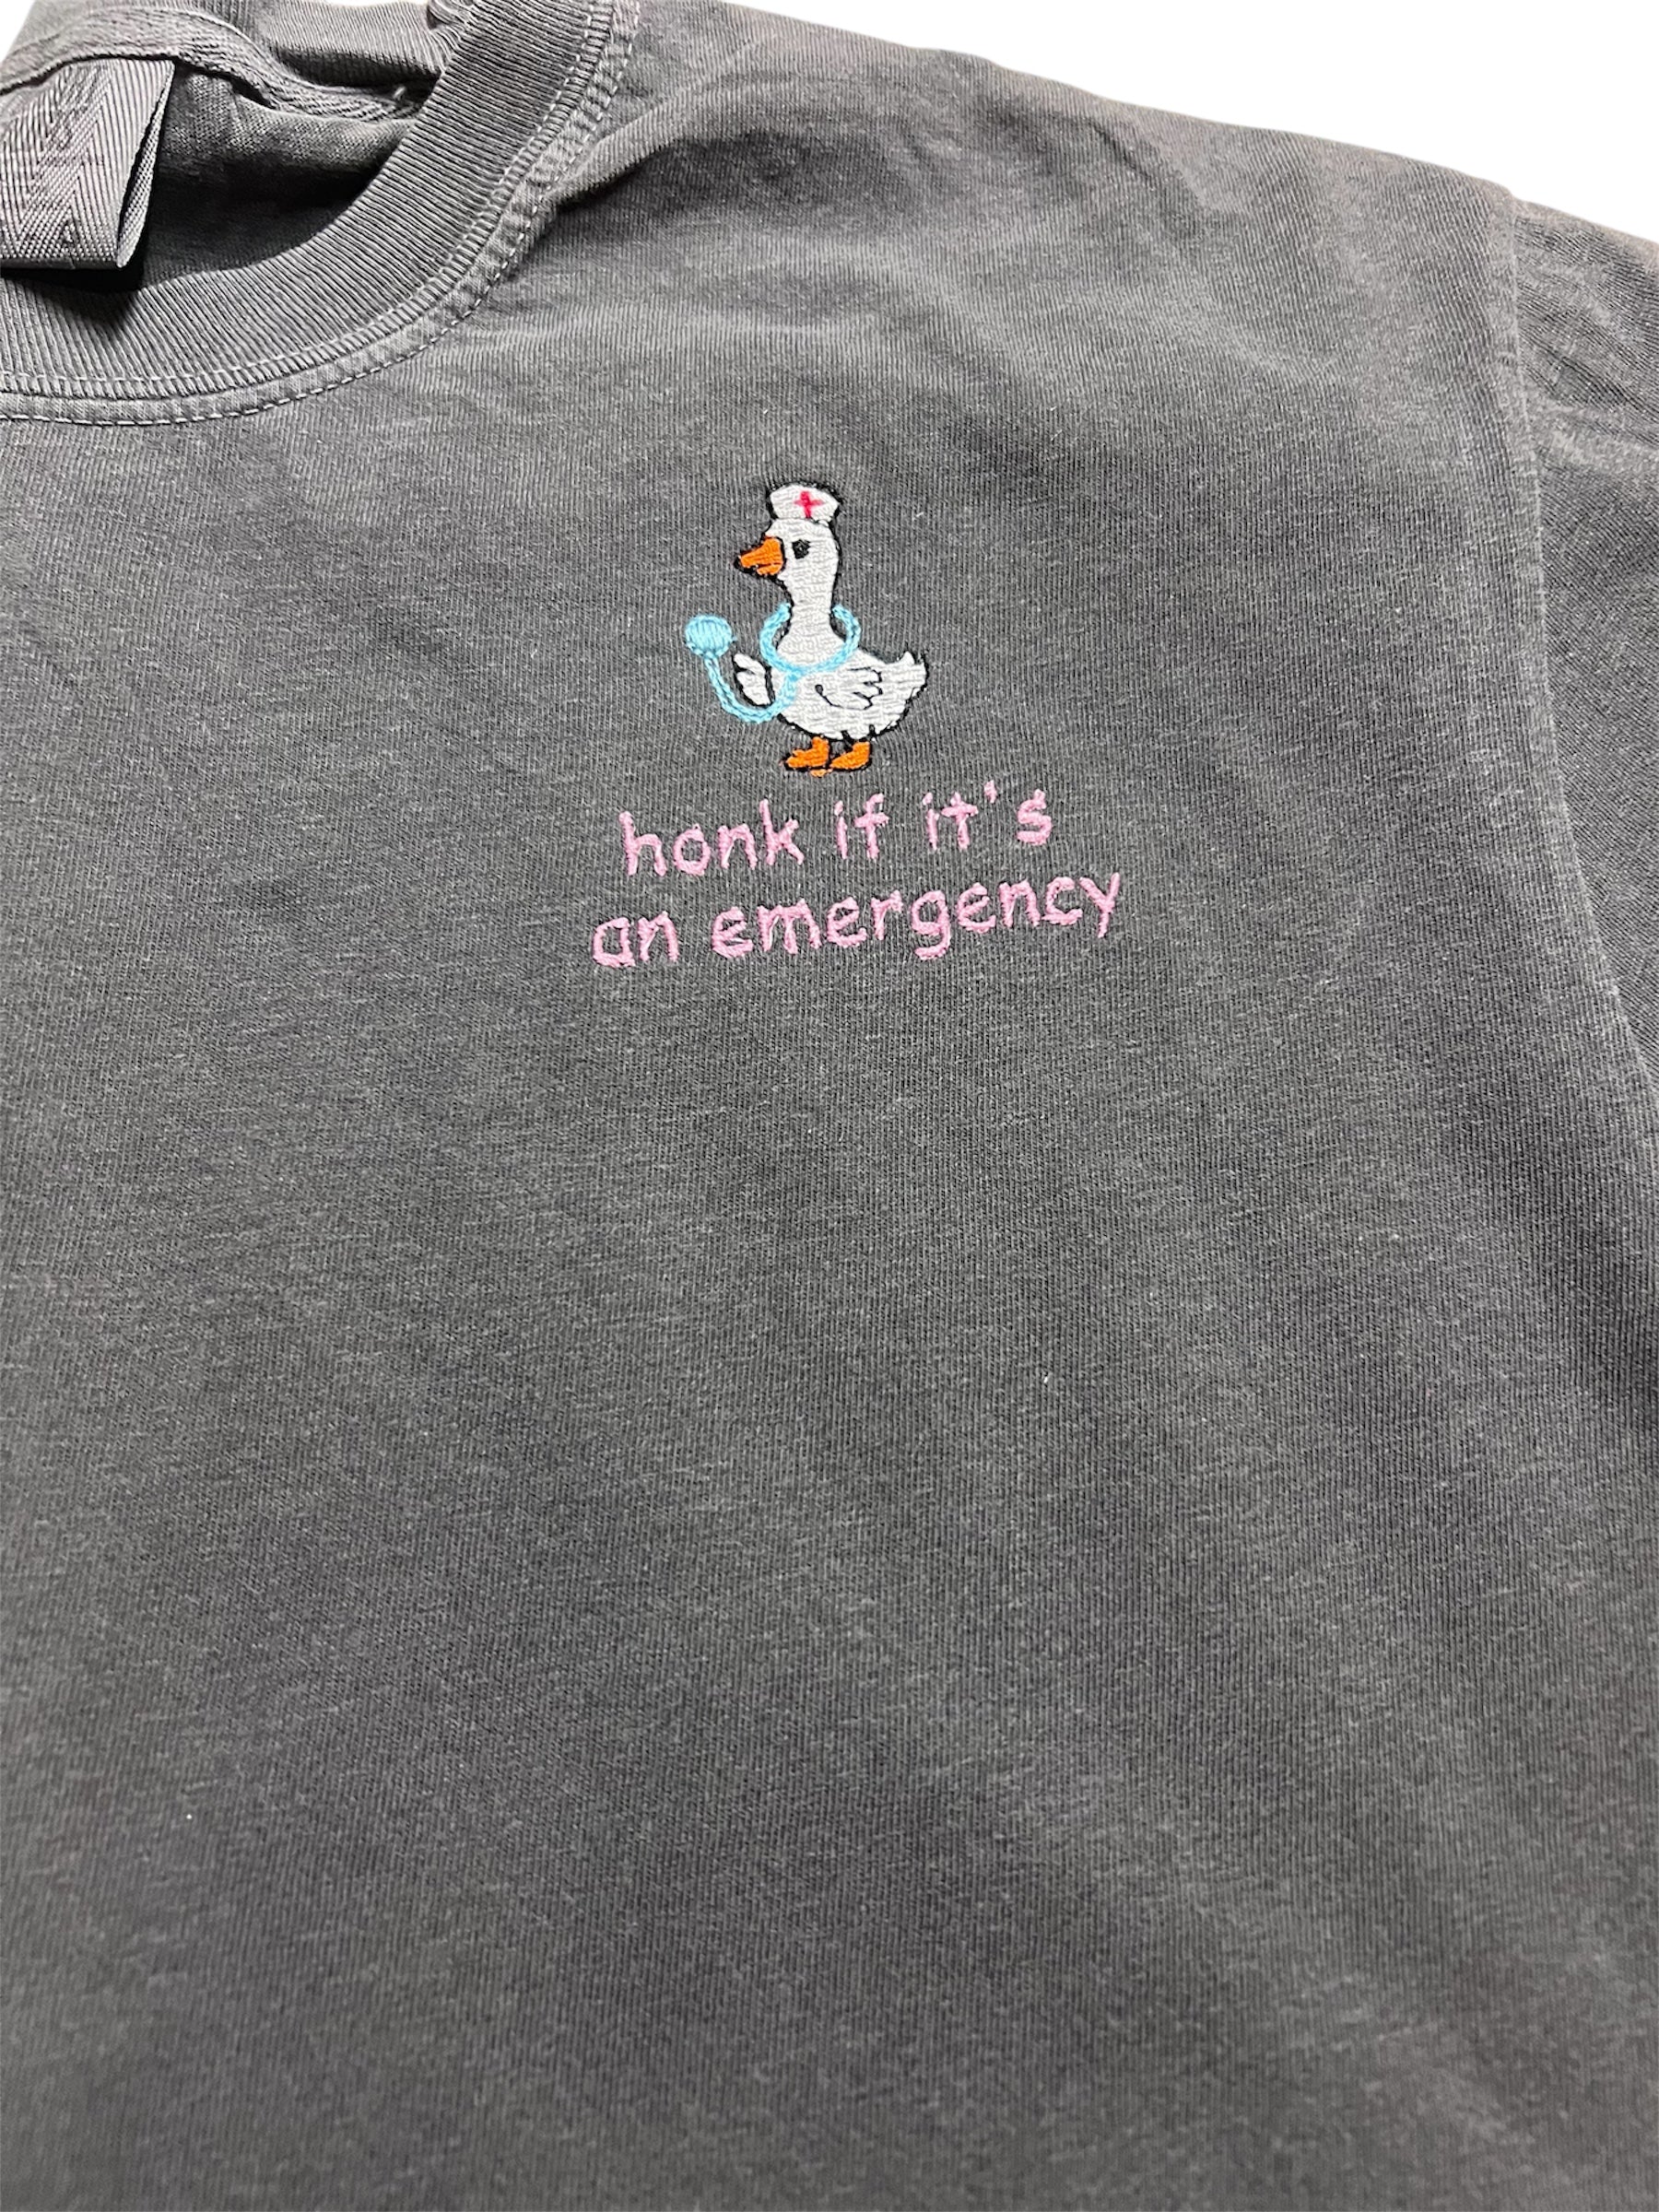 honk if it's
an emergency